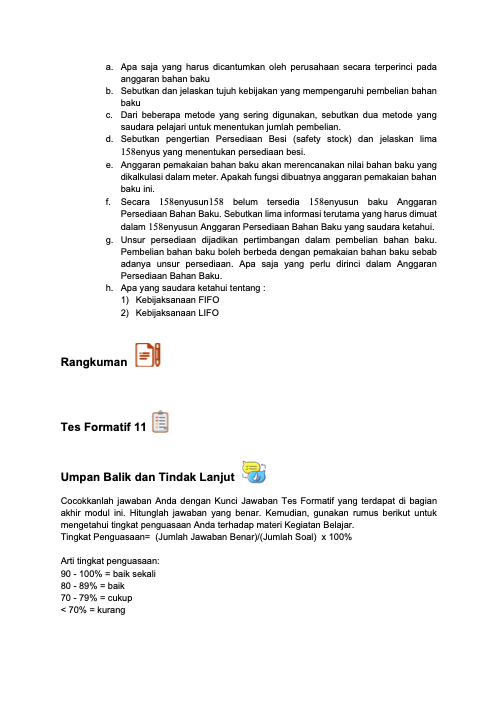 a. Apa saja yang harus dicantumkan oleh perusahaan secara terperinci pada
anggaran bahan baku
b. Sebutkan dan jelaskan tujuh kebijakan yang mempengaruhi pembelian bahan
baku
c. Dari beberapa metode yang sering digunakan, sebutkan dua metode yang
saudara pelajari untuk menentukan jumlah pembelian.
d. Sebutkan pengertian Persediaan Besi (safety stock) dan jelaskan lima
158enyus yang menentukan persediaan besi.
e. Anggaran pemakaian bahan baku akan merencanakan nilai bahan baku yang
dikalkulasi dalam meter. Apakah fungsi dibuatnya anggaran pemakaian bahan
baku ini.
f. Secara 158enyusun158 belum tersedia 158enyusun baku Anggaran
Persediaan Bahan Baku. Sebutkan lima informasi terutama yang harus dimuat
dalam 158enyusun Anggaran Persediaan Bahan Baku yang saudara ketahui.
g. Unsur persediaan dijadikan pertimbangan dalam pembelian bahan baku.
Pembelian bahan baku boleh berbeda dengan pemakaian bahan baku sebab
adanya unsur persediaan. Apa saja yang perlu dirinci dalam Anggaran
Persediaan Bahan Baku.
h. Apa yang saudara ketahui tentang :
1) Kebijaksanaan FIFO
2) Kebijaksanaan LIFO
Rangkuman
Tes Formatif 11
Umpan Balik dan Tindak Lanjut
Cocokkanlah jawaban Anda dengan Kunci Jawaban Tes Formatif yang terdapat di bagian
akhir modul ini. Hitunglah jawaban yang benar. Kemudian, gunakan rumus berikut untuk
mengetahui tingkat penguasaan Anda terhadap materi Kegiatan Belajar.
Tingkat Penguasaan= (Jumlah Jawaban Benar)/(Jumlah Soal) x 100%
Arti tingkat penguasaan:
90 - 100% = baik sekali
80 - 89% = baik
70 - 79% = cukup
< 70% = kurang